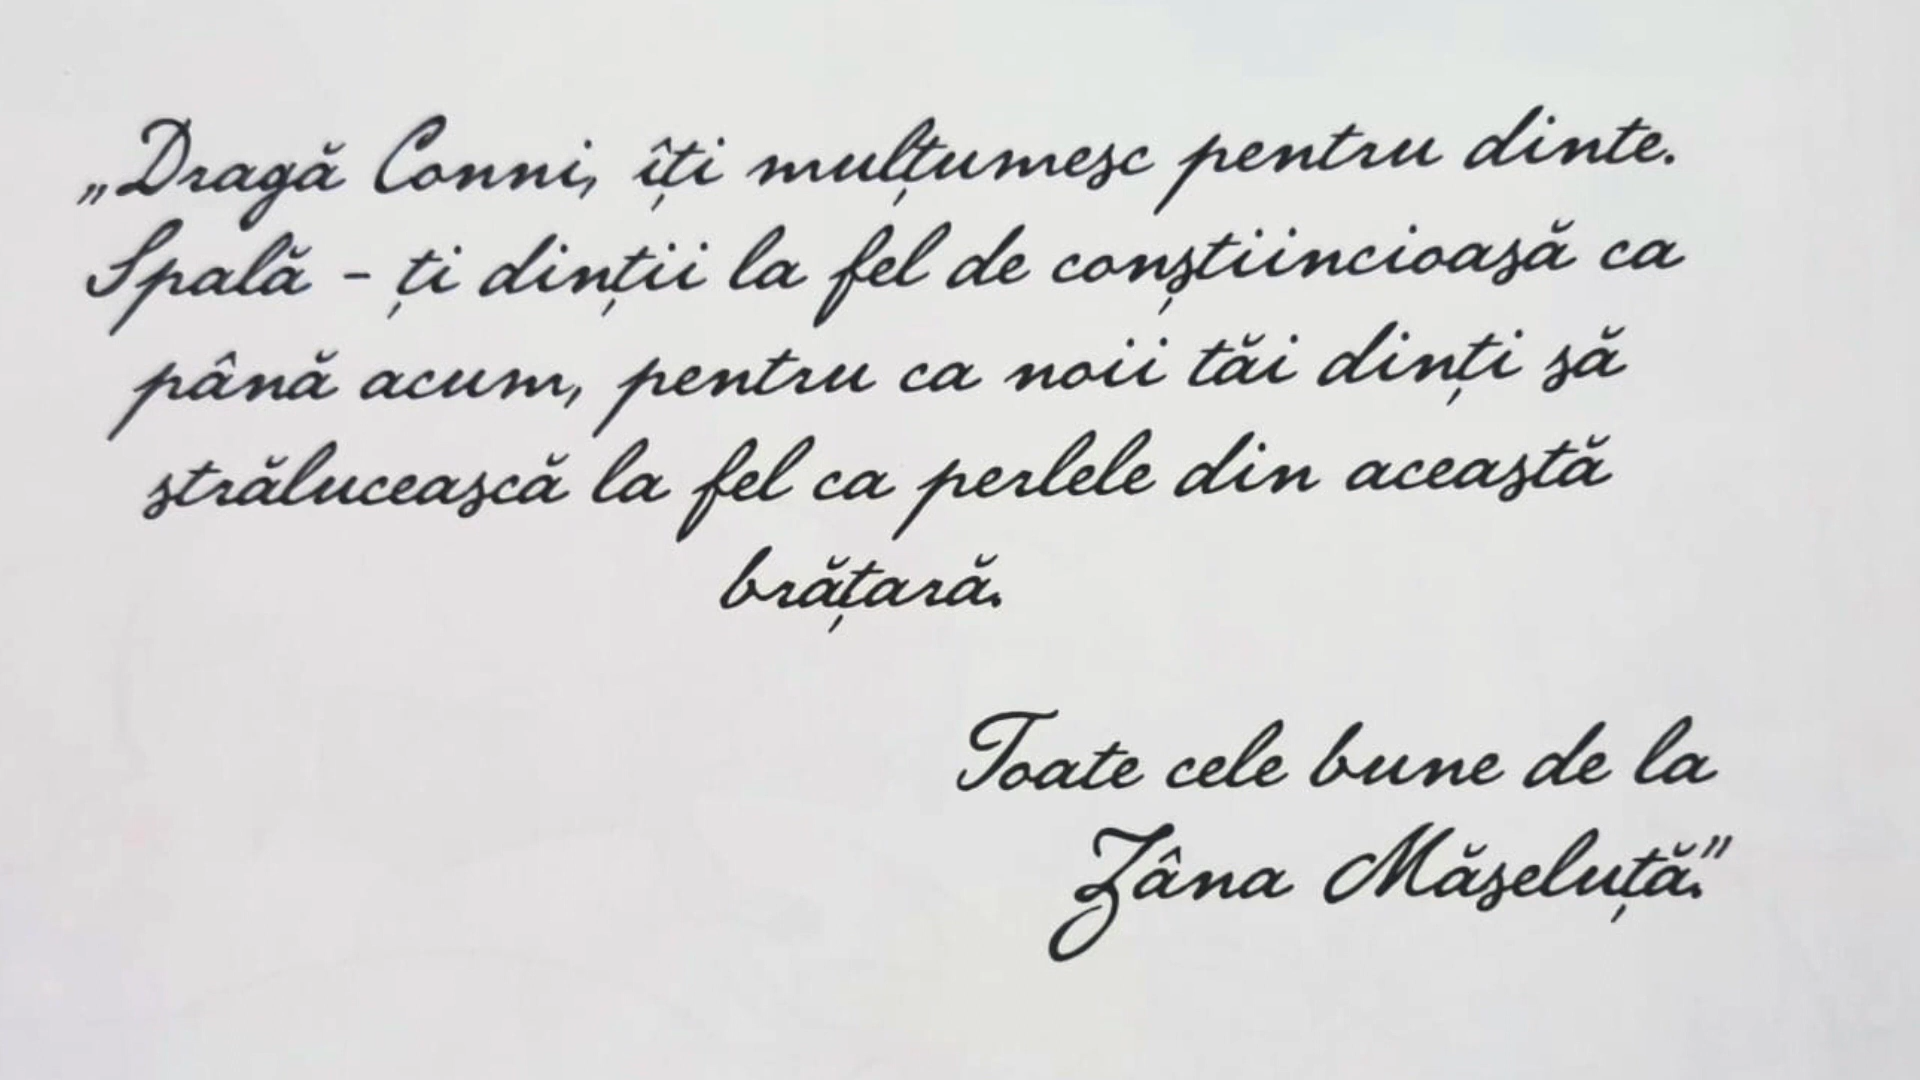 „Dragă Conni, îți mulțumesc pentru dinte.
Spală - ți dinții la fel de conștiincioasă ca
până acum, pentru ca noii tăi dinți să
strălucească la fel ca perlele din această
brățară.
Toate cele bune de la
Zâna Măseluță.”